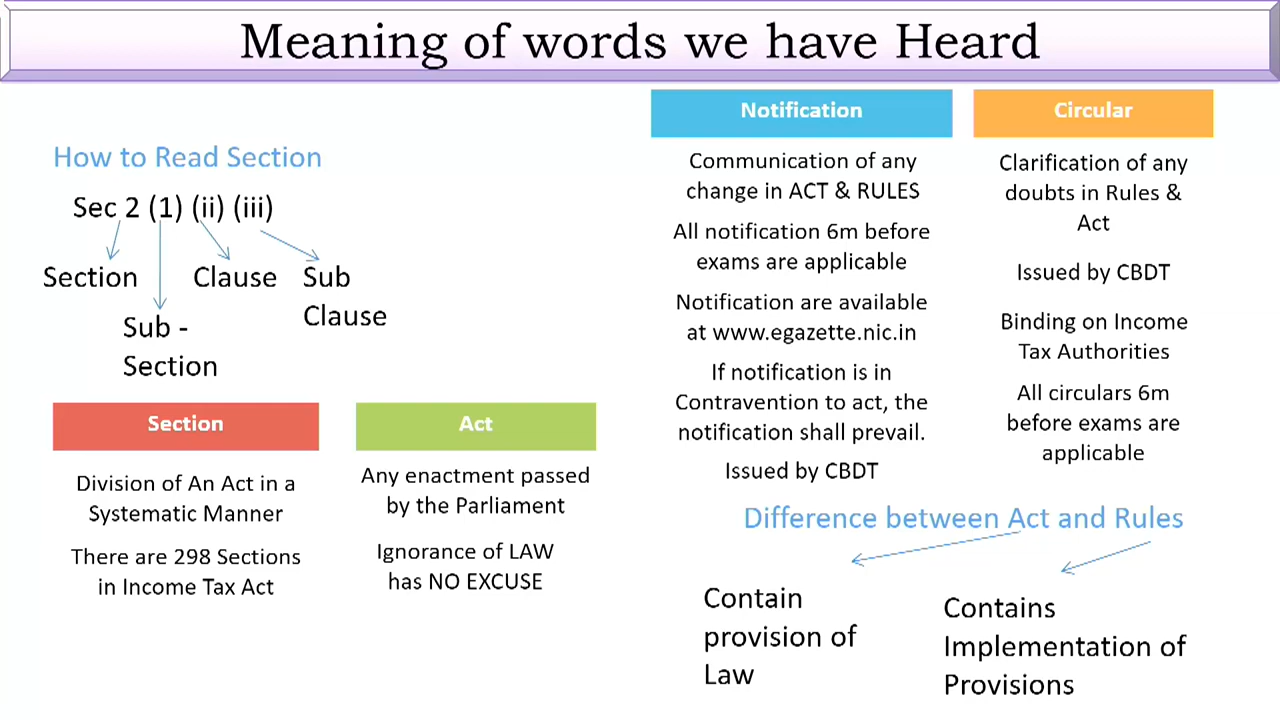 Meaning of words we have Heard
How to Read Section
Sec 2 (1) (ii) (iii)
Section
Clause
Sub
Clause
Sub -
Section
Section
Division of An Act in a
Systematic Manner
There are 298 Sections
in Income Tax Act
Act
Any enactment passed
by the Parliament
Ignorance of LAW
has NO EXCUSE
Notification
Communication of any
change in ACT & RULES
All notification 6m before
exams are applicable
Notification are available
at www.egazette.nic.in
If notification is in
Contravention to act, the
notification shall prevail.
Issued by CBDT
Circular
Clarification of any
doubts in Rules &
Act
Issued by CBDT
Binding on Income
Tax Authorities
All circulars 6m
before exams are
applicable
Difference between Act and Rules
Contain
provision of
Law
Contains
Implementation of
Provisions